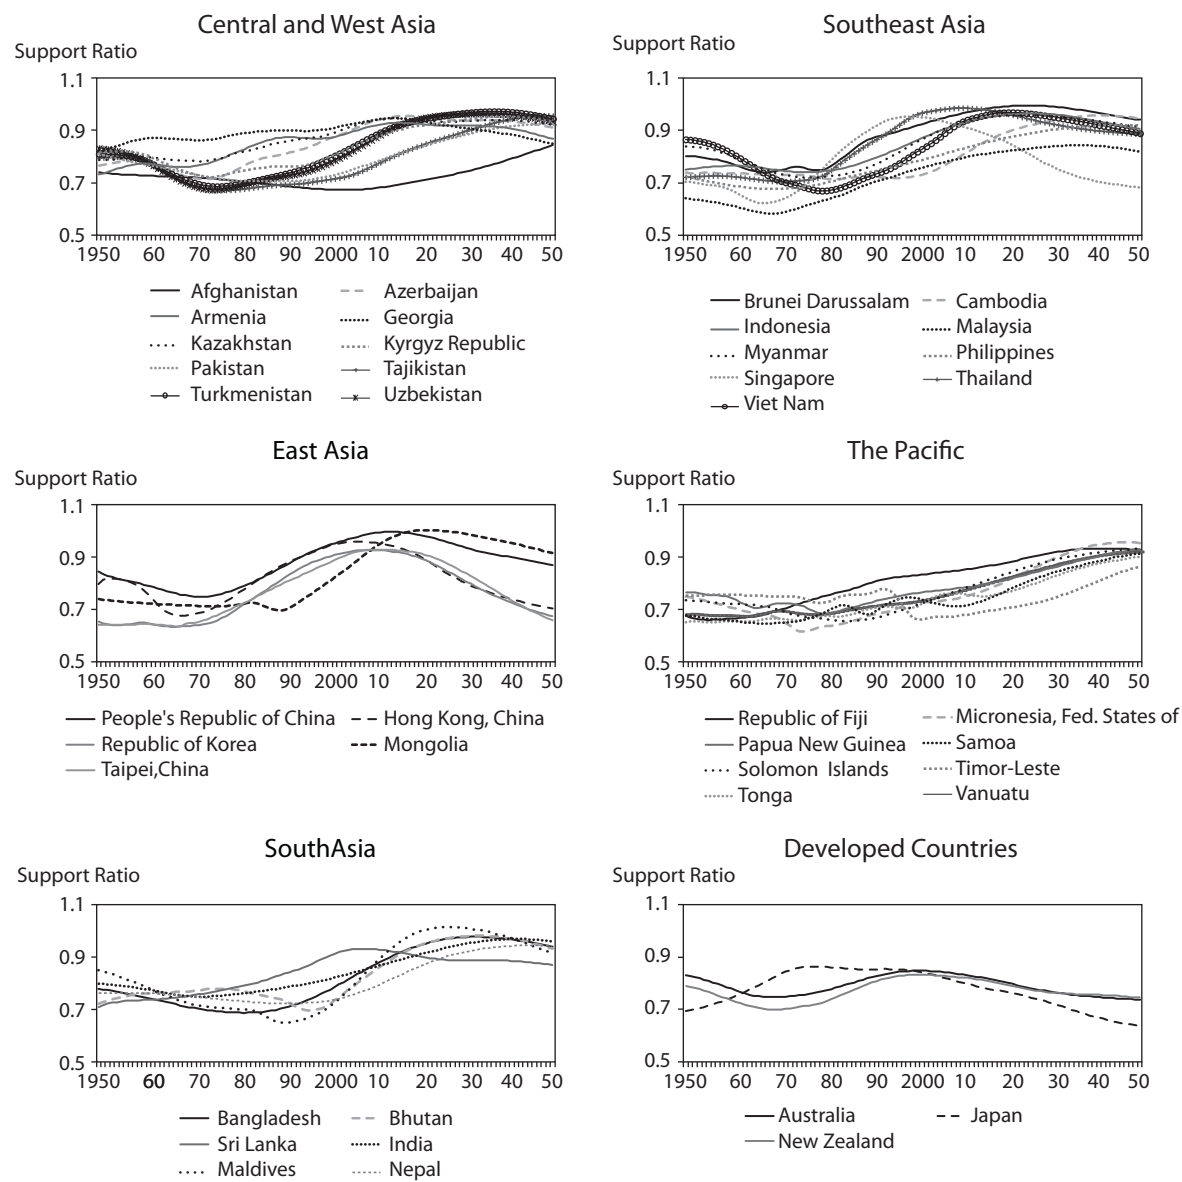 Central and West Asia
Support Ratio
1.1
0.9
0.7
0.5
1950 60 70 80 90 2000 10 20 30 40 50
Afghanistan Azerbaijan
Armenia Georgia
Kazakhstan Kyrgyz Republic
Pakistan Tajikistan
Turkmenistan Uzbekistan
Southeast Asia
Support Ratio
1.1
0.9
0.7
0.5
1950 60 70 80 90 2000 10 20 30 40 50
Brunei Darussalam Cambodia
Indonesia Malaysia
Myanmar Philippines
Singapore Thailand
Viet Nam
East Asia
Support Ratio
1.1
0.9
0.7
0.5
1950 60 70 80 90 2000 10 20 30 40 50
People's Republic of China Hong Kong, China
Republic of Korea Mongolia
Taipei,China
The Pacific
Support Ratio
1.1
0.9
0.7
0.5
1950 60 70 80 90 2000 10 20 30 40 50
Republic of Fiji Micronesia, Fed. States of
Papua New Guinea Samoa
Solomon Islands Timor-Leste
Tonga Vanuatu
SouthAsia
Support Ratio
1.1
0.9
0.7
0.5
1950 60 70 80 90 2000 10 20 30 40 50
Bangladesh Bhutan
Sri Lanka India
Maldives Nepal
Developed Countries
Support Ratio
1.1
0.9
0.7
0.5
1950 60 70 80 90 2000 10 20 30 40 50
Australia Japan
New Zealand